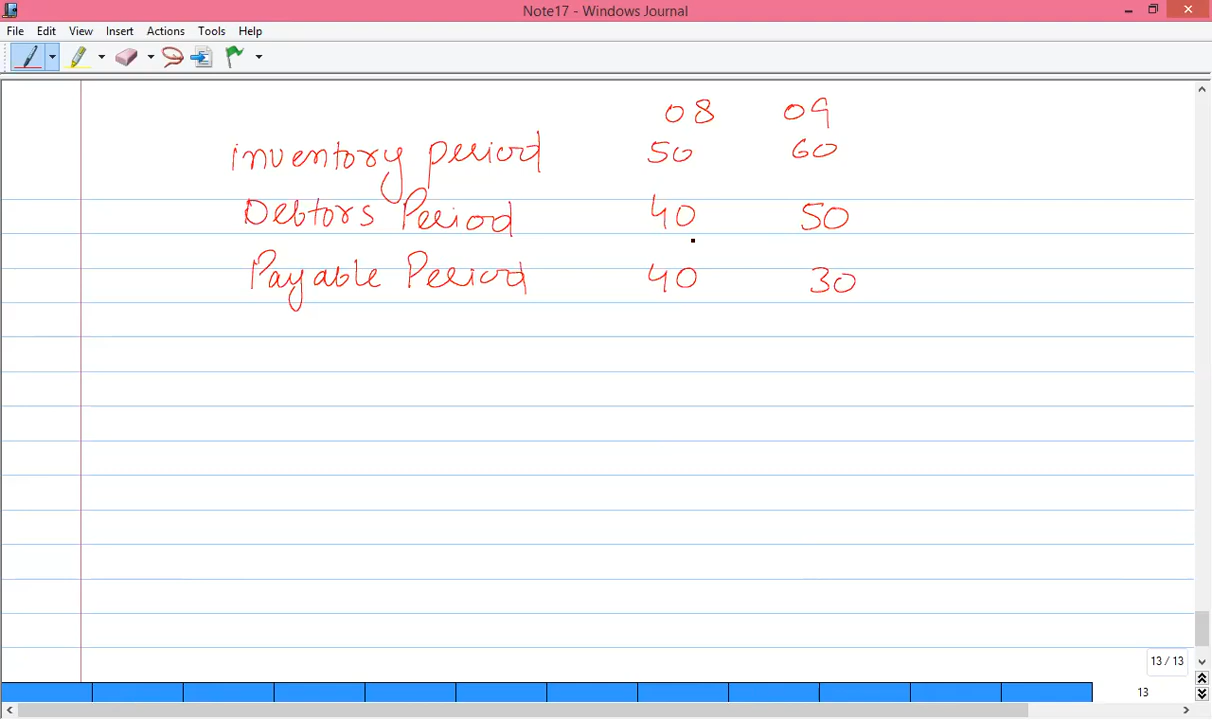 Note17 - Windows Journal
File Edit View Insert Actions Tools Help
08 09
inventory period 50 60
Debtors Period 40 50
Payable Period 40 30
13 / 13
13